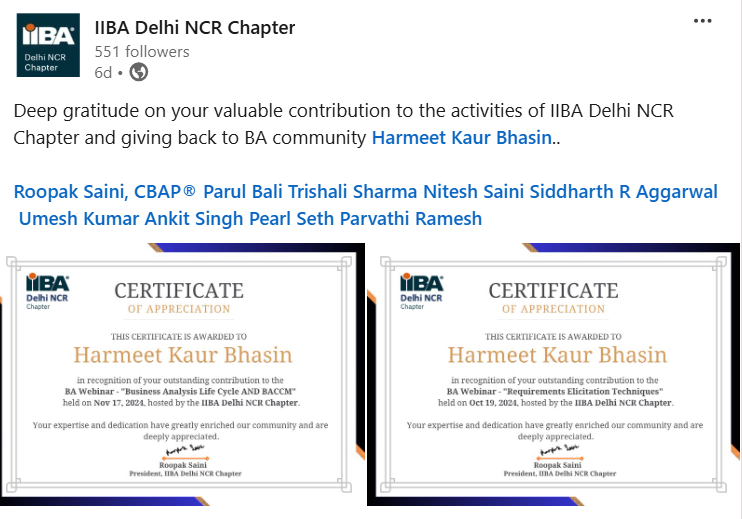 IIBA Delhi NCR Chapter
551 followers
6d •
IIBA
Delhi NCR
Chapter
Deep gratitude on your valuable contribution to the activities of IIBA Delhi NCR
Chapter and giving back to BA community Harmeet Kaur Bhasin..
Roopak Saini, CBAP® Parul Bali Trishali Sharma Nitesh Saini Siddharth R Aggarwal
Umesh Kumar Ankit Singh Pearl Seth Parvathi Ramesh
IIBA®
Delhi NCR
Chapter
CERTIFICATE
OF APPRECIATION
THIS CERTIFICATE IS AWARDED TO
Harmeet Kaur Bhasin
in recognition of your outstanding contribution to the
BA Webinar - "Business Analysis Life Cycle AND BACCM"
held on Nov 17, 2024, hosted by the IIBA Delhi NCR Chapter.
Your expertise and dedication have greatly enriched our community and are
deeply appreciated.
Roopak Saini
President, IIBA Delhi NCR Chapter
IIBA®
Delhi NCR
Chapter
CERTIFICATE
OF APPRECIATION
THIS CERTIFICATE IS AWARDED TO
Harmeet Kaur Bhasin
in recognition of your outstanding contribution to the
BA Webinar - "Requirements Elicitation Techniques"
held on Oct 19, 2024, hosted by the IIBA Delhi NCR Chapter.
Your expertise and dedication have greatly enriched our community and are
deeply appreciated.
Roopak Saini
President, IIBA Delhi NCR Chapter